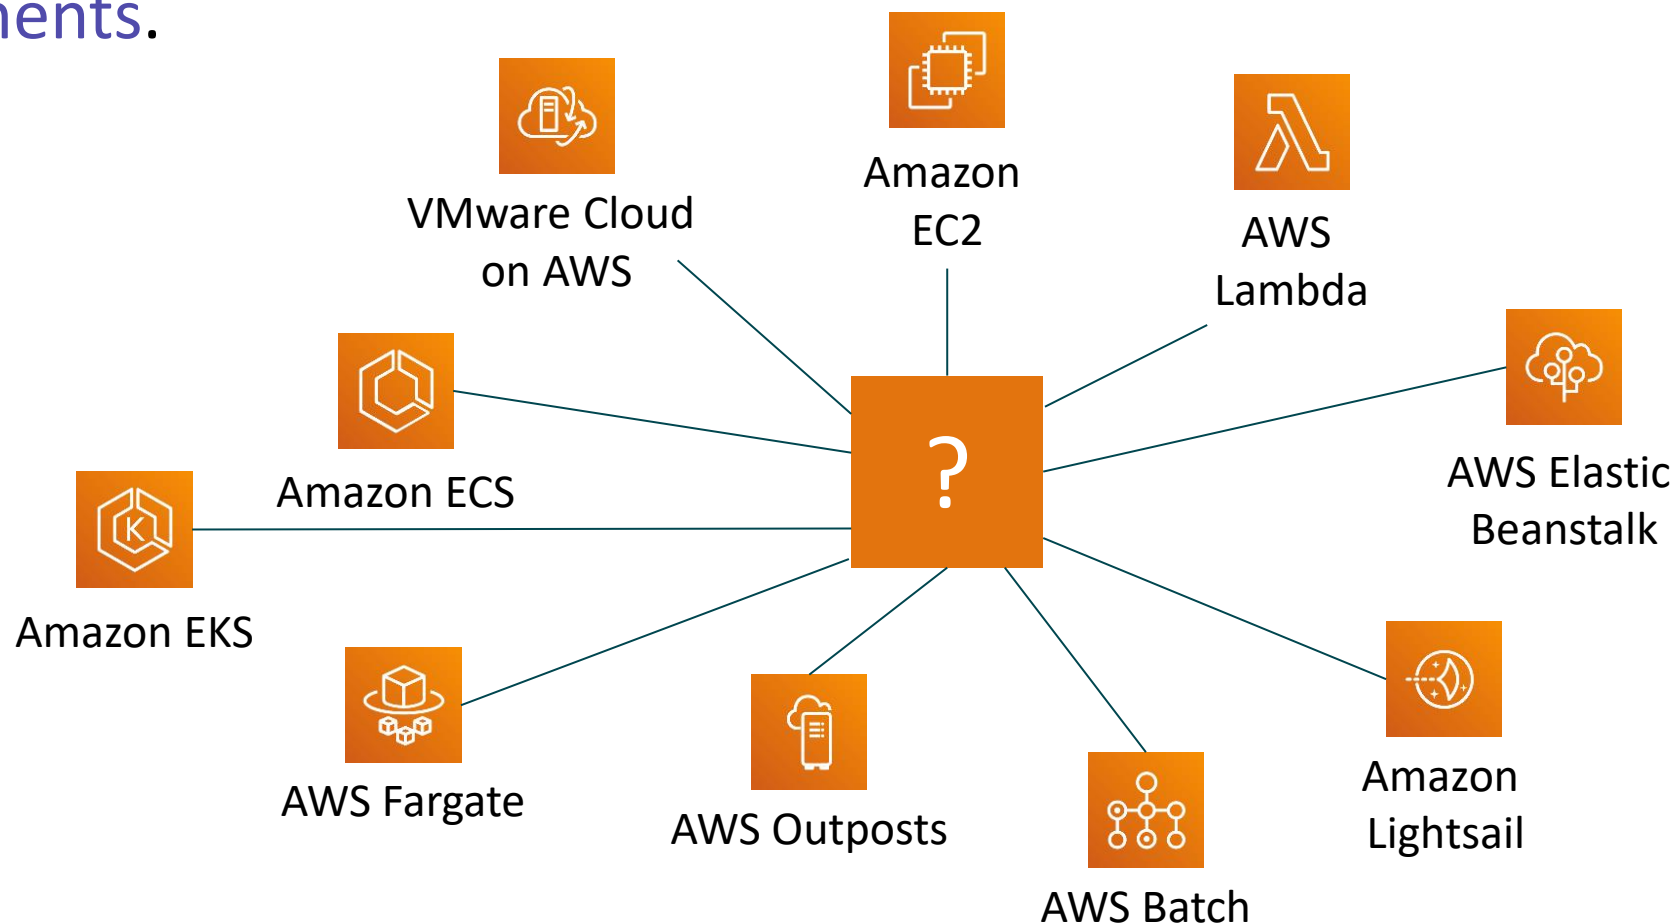 ments.
Amazon
EC2
VMware Cloud
on AWS
AWS
Lambda
?
Amazon ECS
AWS Elastic
Beanstalk
K
Amazon EKS
AWS Fargate
AWS Outposts
Amazon
Lightsail
AWS Batch